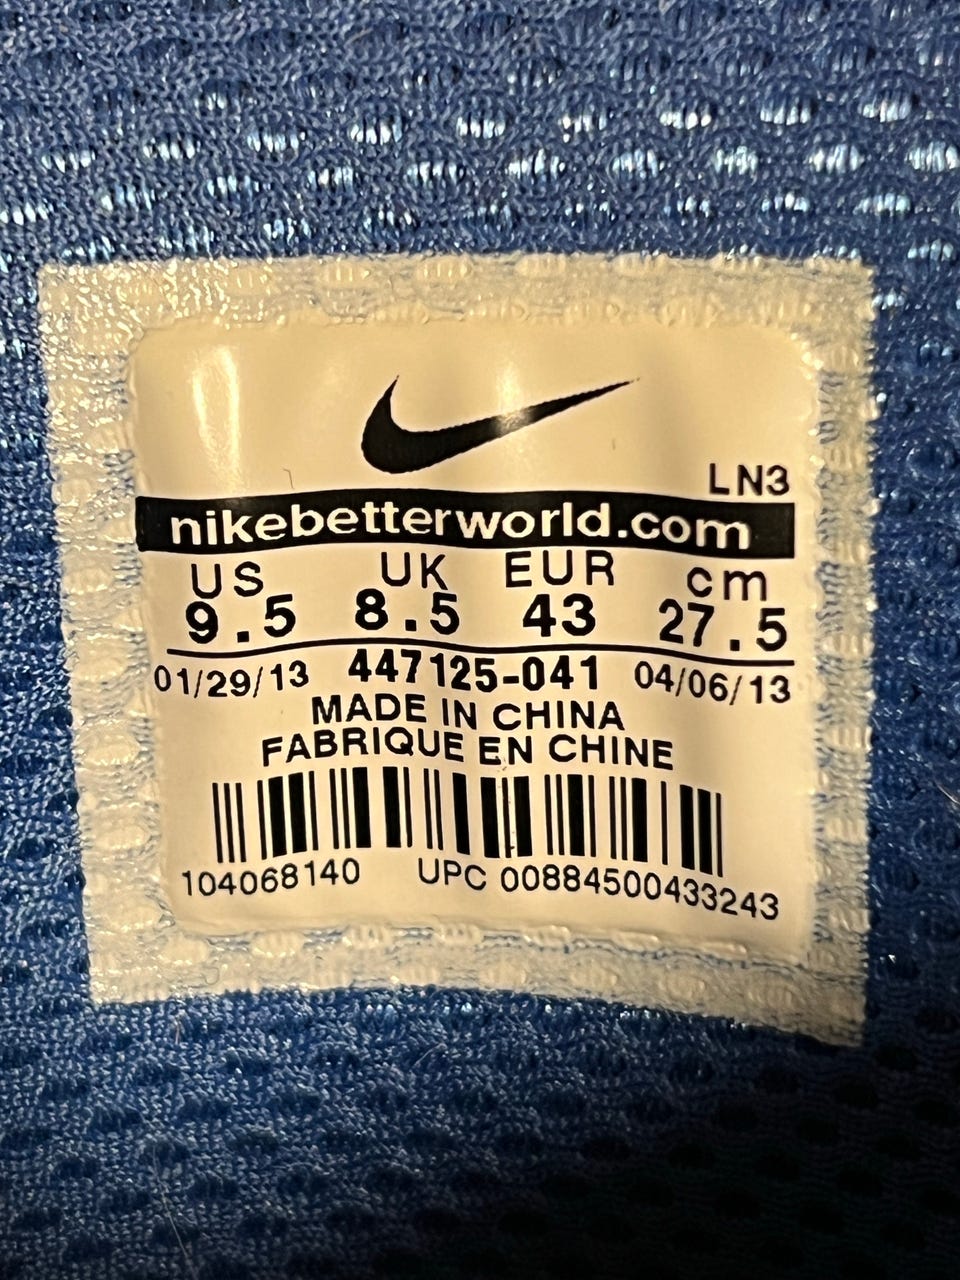 LN3
nikebetterworld.com
US UK EUR cm
9.5 8.5 43 27.5
01/29/13 447125-041 04/06/13
MADE IN CHINA
FABRIQUE EN CHINE
104068140 UPC 00884500433243